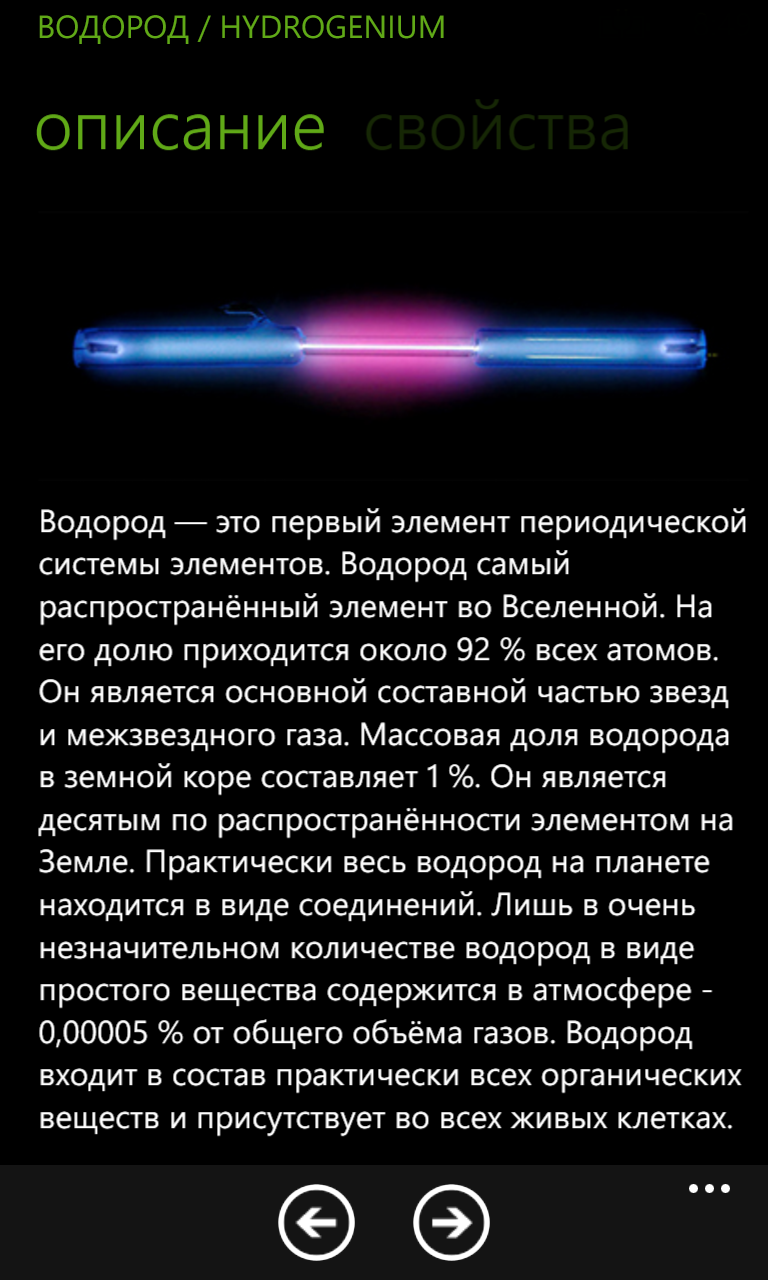 ВОДОРОД / HYDROGENIUM
описание свойства
Водород — это первый элемент периодической
системы элементов. Водород самый
распространённый элемент во Вселенной. На
его долю приходится около 92 % всех атомов.
Он является основной составной частью звезд
и межзвездного газа. Массовая доля водорода
в земной коре составляет 1 %. Он является
десятым по распространённости элементом на
Земле. Практически весь водород на планете
находится в виде соединений. Лишь в очень
незначительном количестве водород в виде
простого вещества содержится в атмосфере -
0,00005 % от общего объёма газов. Водород
входит в состав практически всех органических
веществ и присутствует во всех живых клетках.